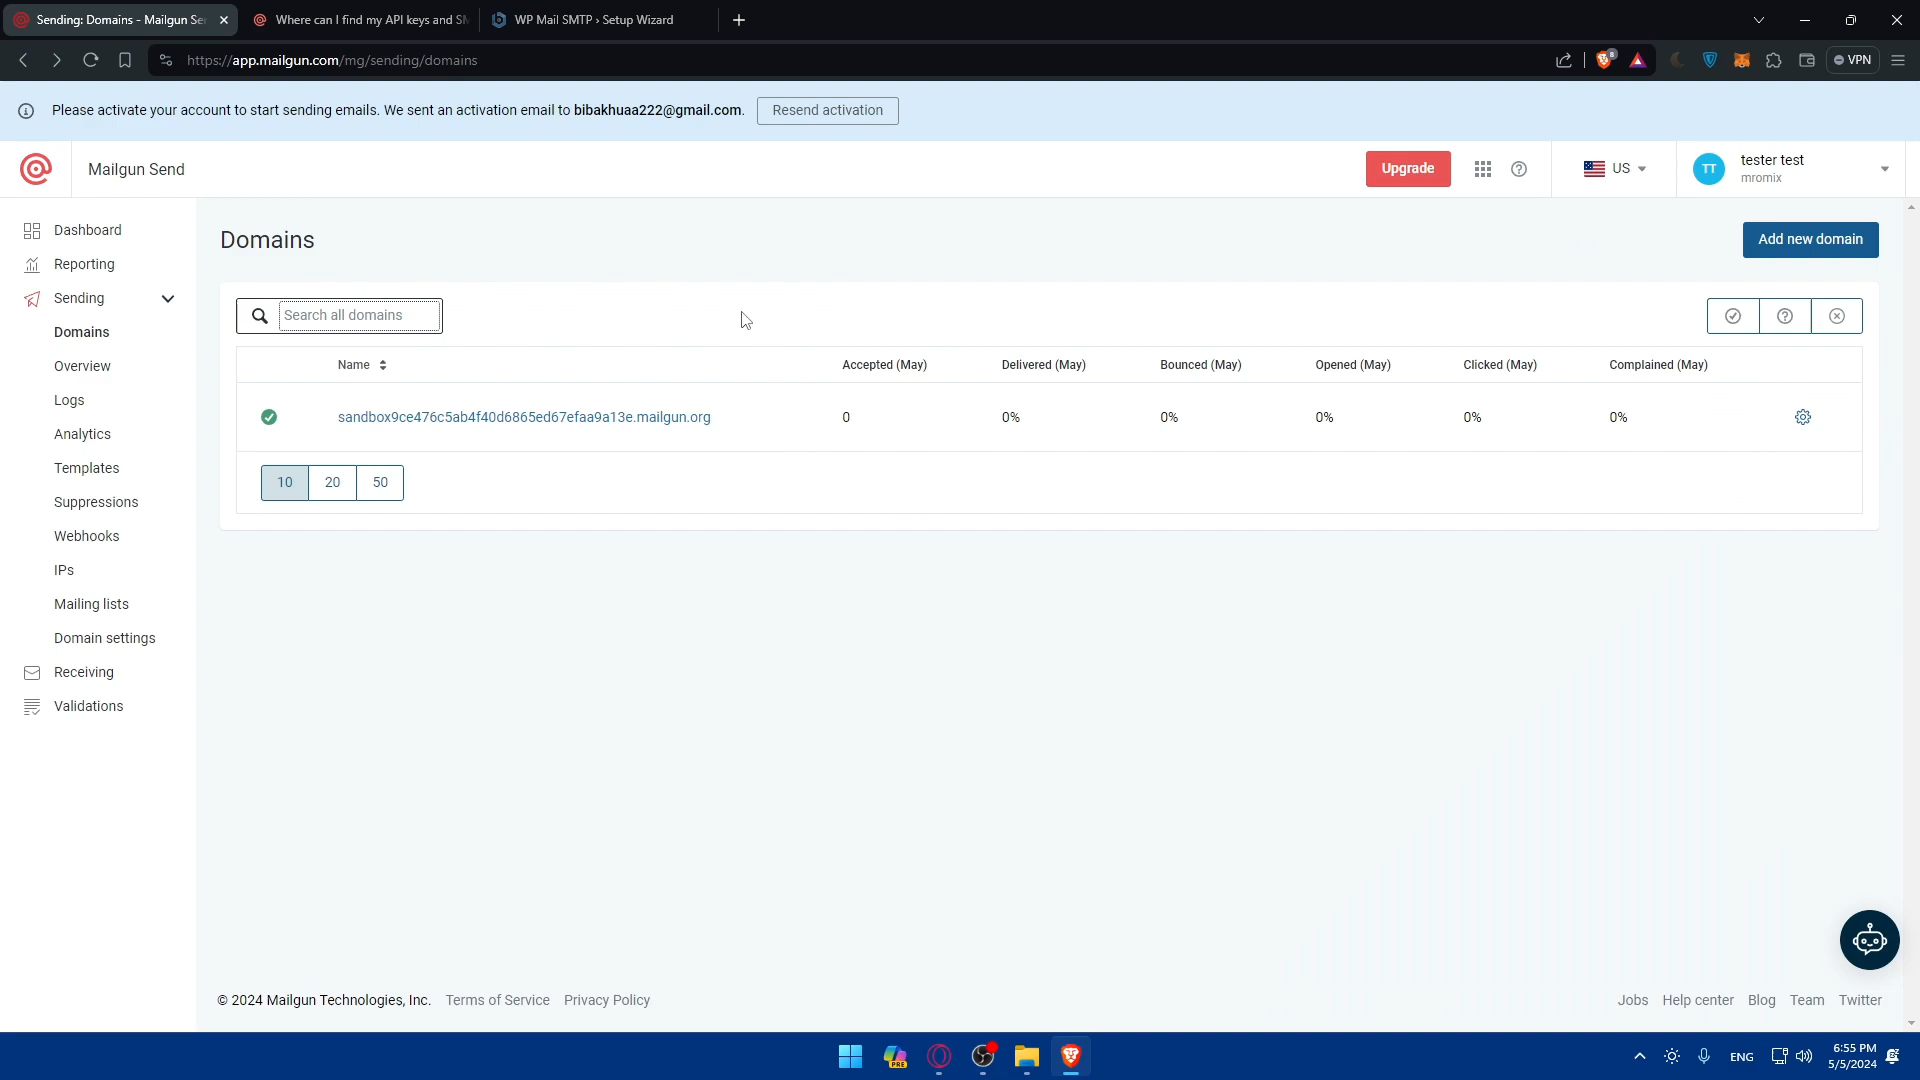 Sending: Domains - Mailgun Se
Where can I find my API keys and SM
WP Mail SMTP › Setup Wizard
https://app.mailgun.com/mg/sending/domains
8
VPN
Please activate your account to start sending emails. We sent an activation email to bibakhuaa222@gmail.com.
Resend activation
Mailgun Send
Upgrade
US
TT
tester test
mromix
Dashboard
Reporting
Sending
Domains
Overview
Logs
Analytics
Templates
Suppressions
Webhooks
IPs
Mailing lists
Domain settings
Receiving
Validations
Domains
Add new domain
Search all domains
Name Accepted (May) Delivered (May) Bounced (May) Opened (May) Clicked (May) Complained (May)
sandbox9ce476c5ab4f40d6865ed67efaa9a13e.mailgun.org 0 0% 0% 0% 0% 0%
10 20 50
© 2024 Mailgun Technologies, Inc. Terms of Service Privacy Policy
Jobs Help center Blog Team Twitter
PRE
ENG
6:55 PM
5/5/2024